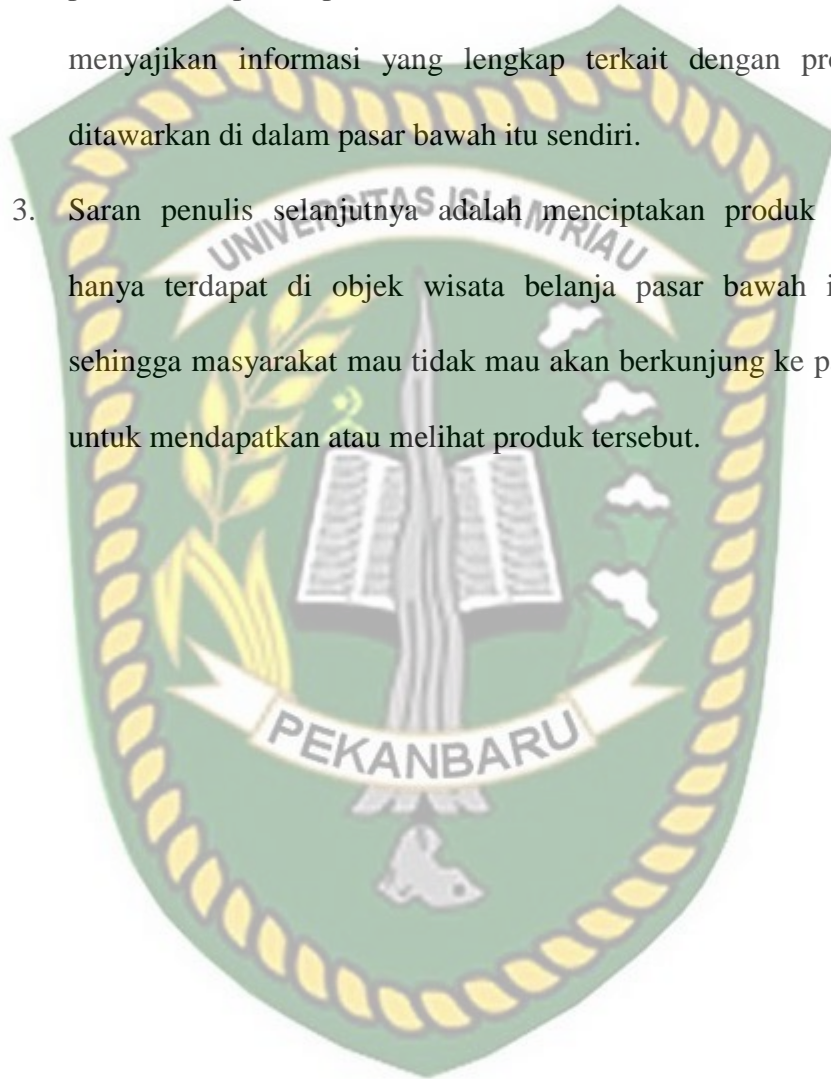 menyajikan informasi yang lengkap terkait dengan
ditawarkan di dalam pasar bawah itu sendiri.
3. Saran penulis selanjutnya adalah menciptakan produk
hanya terdapat di objek wisata belanja pasar bawah
sehingga masyarakat mau tidak mau akan berkunjung ke
untuk mendapatkan atau melihat produk tersebut.
UNIVERSITAS ISLAM RIAU
PEKANBARU